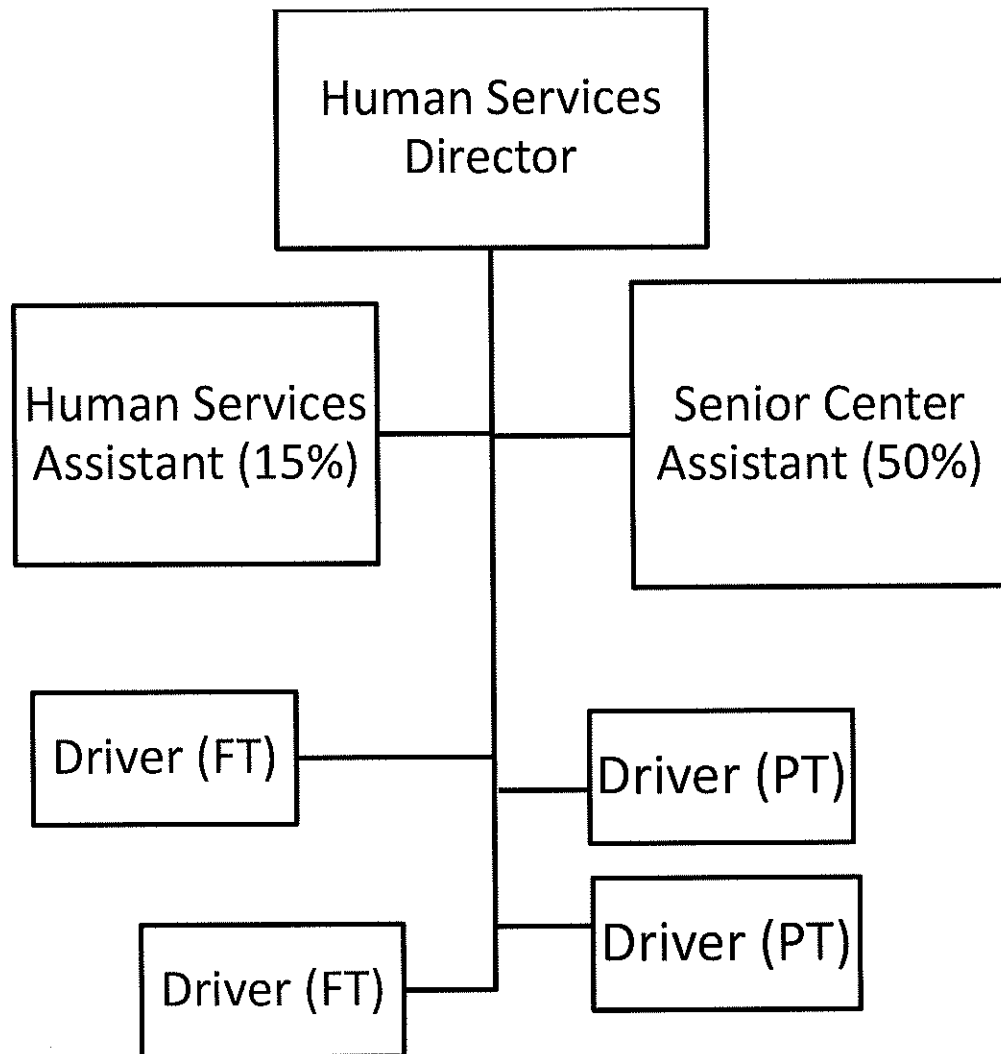 Human Services
Director
Human Services
Assistant (15%)
Senior Center
Assistant (50%)
Driver (FT)
Driver (PT)
Driver (PT)
Driver (FT)